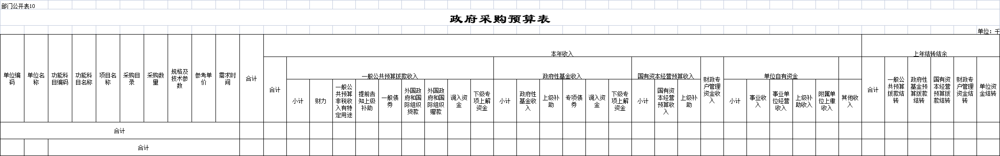 部门公开表10
政府采购预算表
单位：千
本年收入
上年结转结余
单位编
码
单位名
称
功能科
目编码
功能科
目名称
项目名
称
采购目
录
采购数
量
规格及
技术参
数
参考单
价
需求时
间
合计
合计
一般公共预算拨款收入
政府性基金收入
国有资本经营预算收入
财政专
户管理
资金收
入
单位自有资金
合计
一般公
共预算
拨款结
转
政府性
基金预
算拨款
结转
国有资
本经营
预算拨
款结转
财政专
户管理
资金结
转
单位资
金结转
小计
财力
一般公
共预算
非税收
入有特
定用途
提前告
知上级
补助
一般债
券
外国政
府和国
际组织
贷款
外国政
府和国
际组织
赠款
调入资
金
下级专
项上解
资金
小计
政府性
基金收
入
上级补
助
专项债
券
调入资
金
下级专
项上解
资金
小计
国有资
本经营
预算收
入
上级补
助
小计
事业收
入
事业单
位经营
收入
上级补
助收入
附属单
位上缴
收入
其他收
入
合计
合计